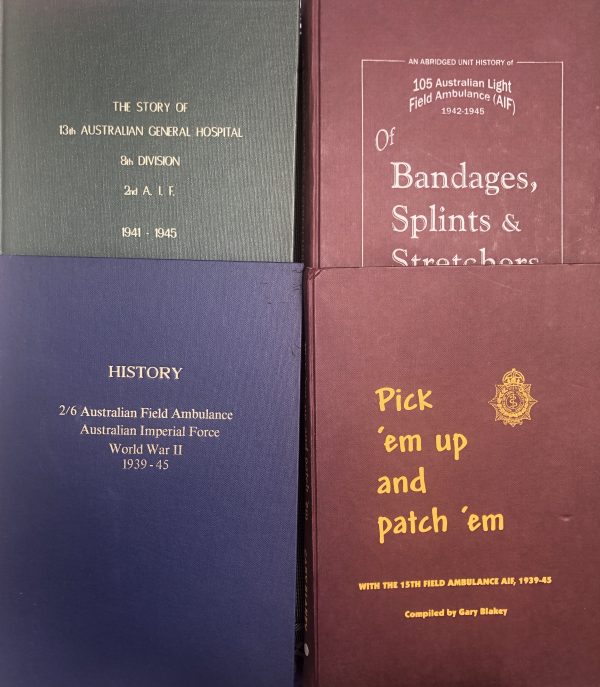 THE STORY OF
13th AUSTRALIAN GENERAL HOSPITAL
8th DIVISION
2nd A. I. F.
1941 - 1945
AN ABRIDGED UNIT HISTORY of
105 Australian Light
Field Ambulance (AIF)
1942-1945
Of
Bandages,
Splints &
Stretchers
HISTORY
2/6 Australian Field Ambulance
Australian Imperial Force
World War II
1939 - 45
Pick
'em up
and
patch 'em
WITH THE 15TH FIELD AMBULANCE AIF, 1939-45
Compiled by Gary Blakey